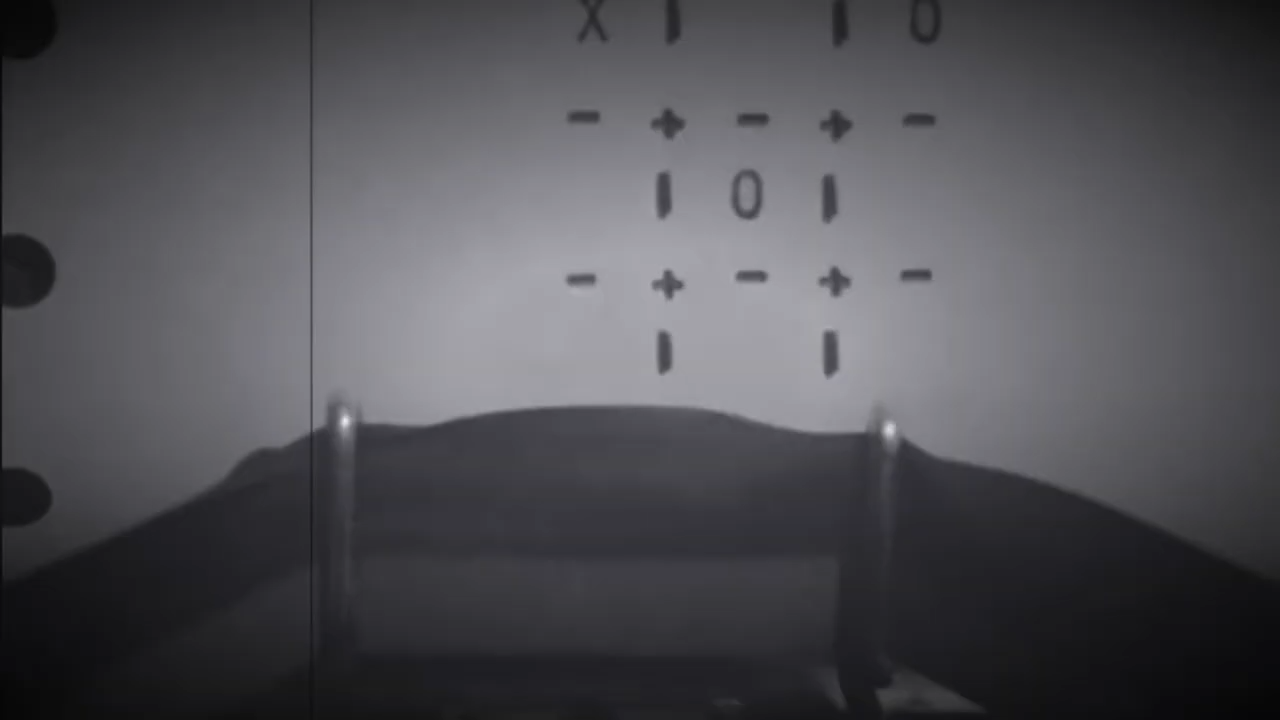 X | | O
- + - + -
| O |
- + - + -
| |